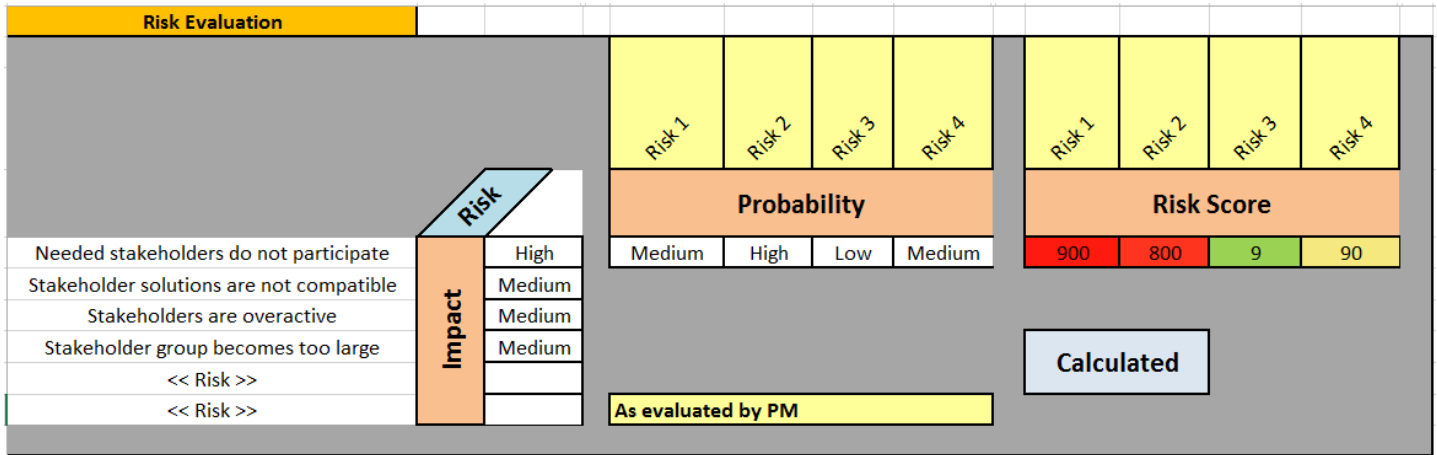 Risk Evaluation
Risk 1 Risk 2 Risk 3 Risk 4 Risk 1 Risk 2 Risk 3 Risk 4
Risk Probability Risk Score
Needed stakeholders do not participate High Medium High Low Medium 900 800 9 90
Stakeholder solutions are not compatible Medium
Impact
Stakeholders are overactive Medium
Stakeholder group becomes too large Medium
Calculated
<< Risk >>
<< Risk >> As evaluated by PM